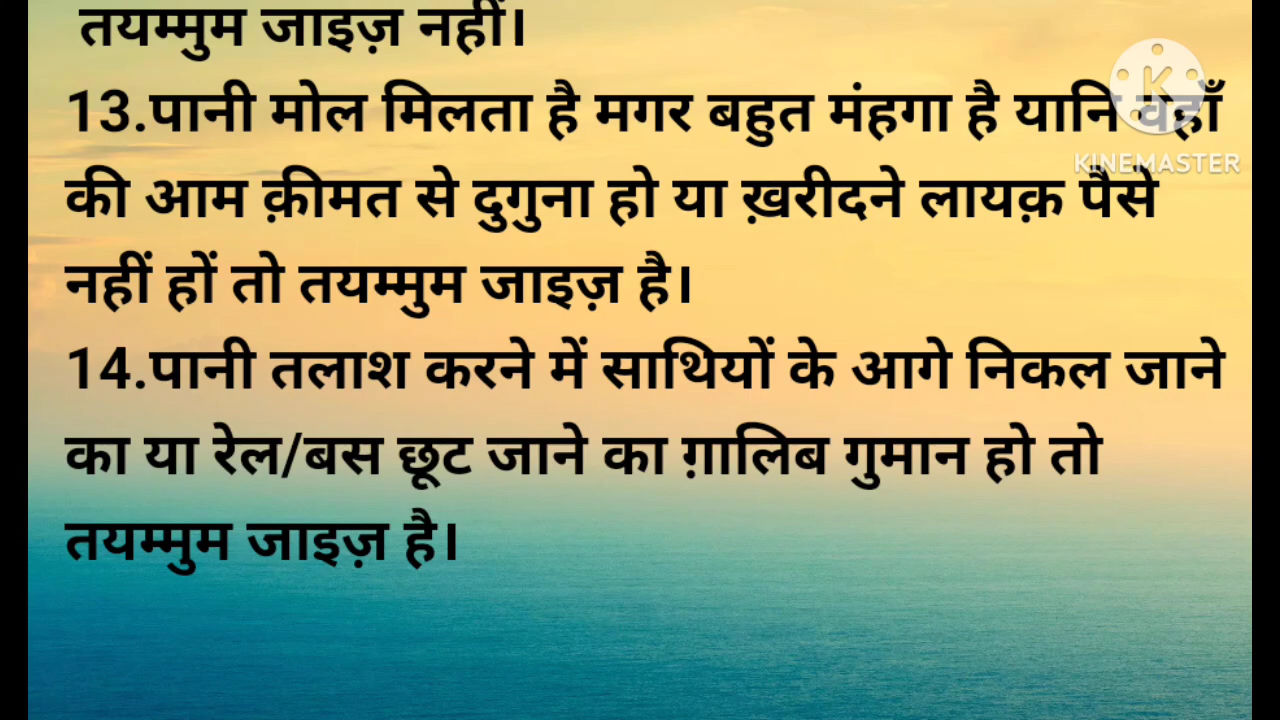 तयम्मुम जाइज़ नहीं।
13.पानी मोल मिलता है मगर बहुत मंहगा है यानि वहाँ
की आम क़ीमत से दुगुना हो या ख़रीदने लायक़ पैसे
नहीं हों तो तयम्मुम जाइज़ है।
14.पानी तलाश करने में साथियों के आगे निकल जाने
का या रेल/बस छूट जाने का ग़ालिब गुमान हो तो
तयम्मुम जाइज़ है।
K
KINEMASTER